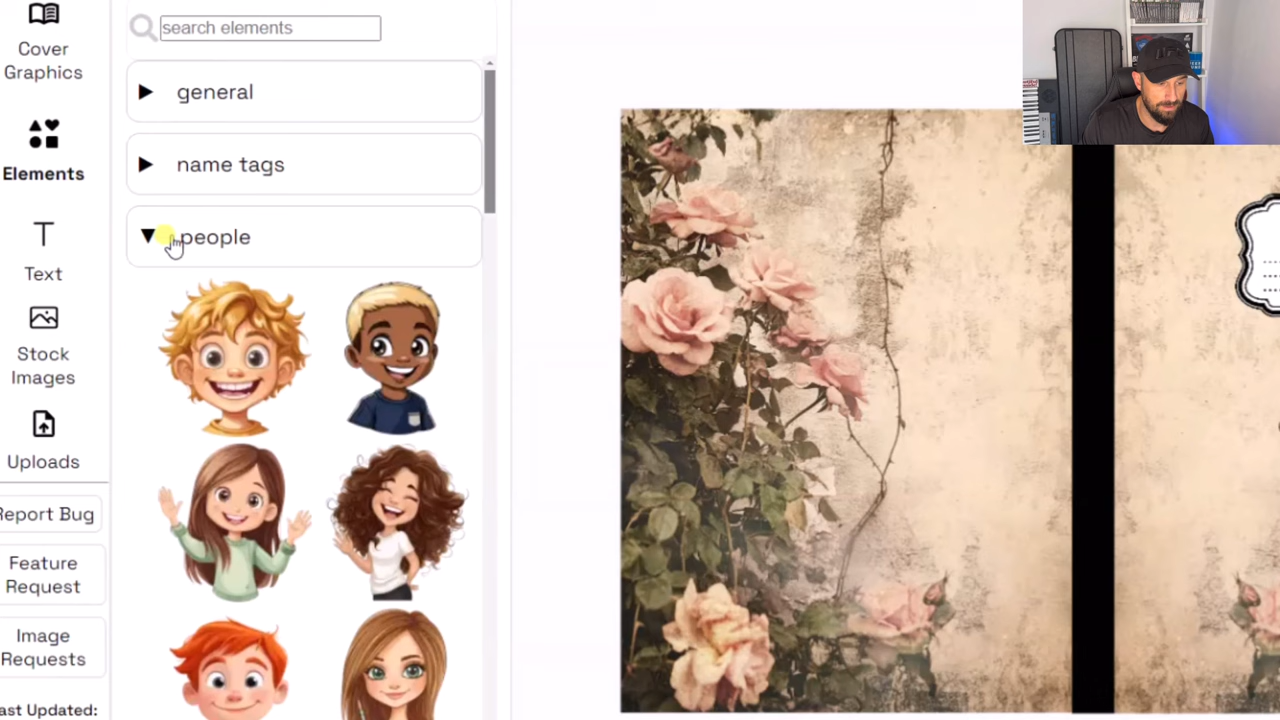 Cover
Graphics
Elements
Text
Stock
Images
Uploads
Report Bug
Feature
Request
Image
Requests
Last Updated:
search elements
general
name tags
people